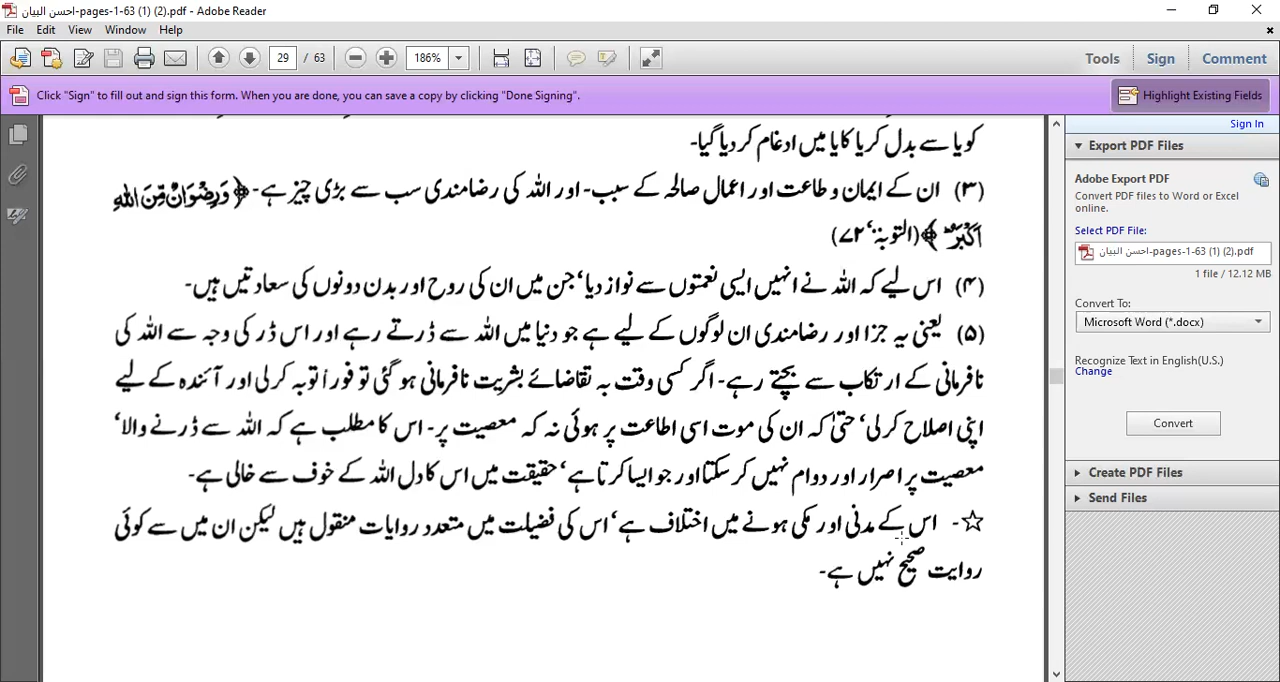 احسن البيان-pages-1-63 (1) (2).pdf - Adobe Reader
File Edit View Window Help
29 / 63 186% Tools Sign Comment
Click "Sign" to fill out and sign this form. When you are done, you can save a copy by clicking "Done Signing".
Highlight Existing Fields
کو یا سے بدل کر یا کا یا میں ادغام کر دیا گیا-
(۳) ان کے ایمان و طاعت اور اعمال صالحہ کے سبب- اور اللہ کی رضامندی سب سے بڑی چیز ہے- ﴿ وَرِضْوَانٌ مِّنَ اللهِ
اَكْبَرُ ﴾ (التوبۃ‘ ۷۲)
(۴) اس لیے کہ اللہ نے انہیں ایسی نعمتوں سے نواز دیا‘ جن میں ان کی روح اور بدن دونوں کی سعادتیں ہیں-
(۵) یعنی یہ جزا اور رضامندی ان لوگوں کے لیے ہے جو دنیا میں اللہ سے ڈرتے رہے اور اس ڈر کی وجہ سے اللہ کی
نافرمانی کے ارتکاب سے بچتے رہے- اگر کسی وقت بہ تقاضائے بشریت نافرمانی ہو گئی تو فوراً توبہ کر لی اور آئندہ کے لیے
اپنی اصلاح کر لی‘ حتیٰ کہ ان کی موت اسی اطاعت پر ہوئی نہ کہ معصیت پر- اس کا مطلب ہے کہ اللہ سے ڈرنے والا‘
معصیت پر اصرار اور دوام نہیں کر سکتا اور جو ایسا کرتا ہے‘ حقیقت میں اس کا دل اللہ کے خوف سے خالی ہے-
☆- اس کے مدنی اور مکی ہونے میں اختلاف ہے‘ اس کی فضیلت میں متعدد روایات منقول ہیں لیکن ان میں سے کوئی
روایت صحیح نہیں ہے-
Sign In
Export PDF Files
Adobe Export PDF
Convert PDF files to Word or Excel
online.
Select PDF File:
احسن البيان-pages-1-63 (1) (2).pdf
1 file / 12.12 MB
Convert To:
Microsoft Word (*.docx)
Recognize Text in English(U.S.)
Change
Convert
Create PDF Files
Send Files